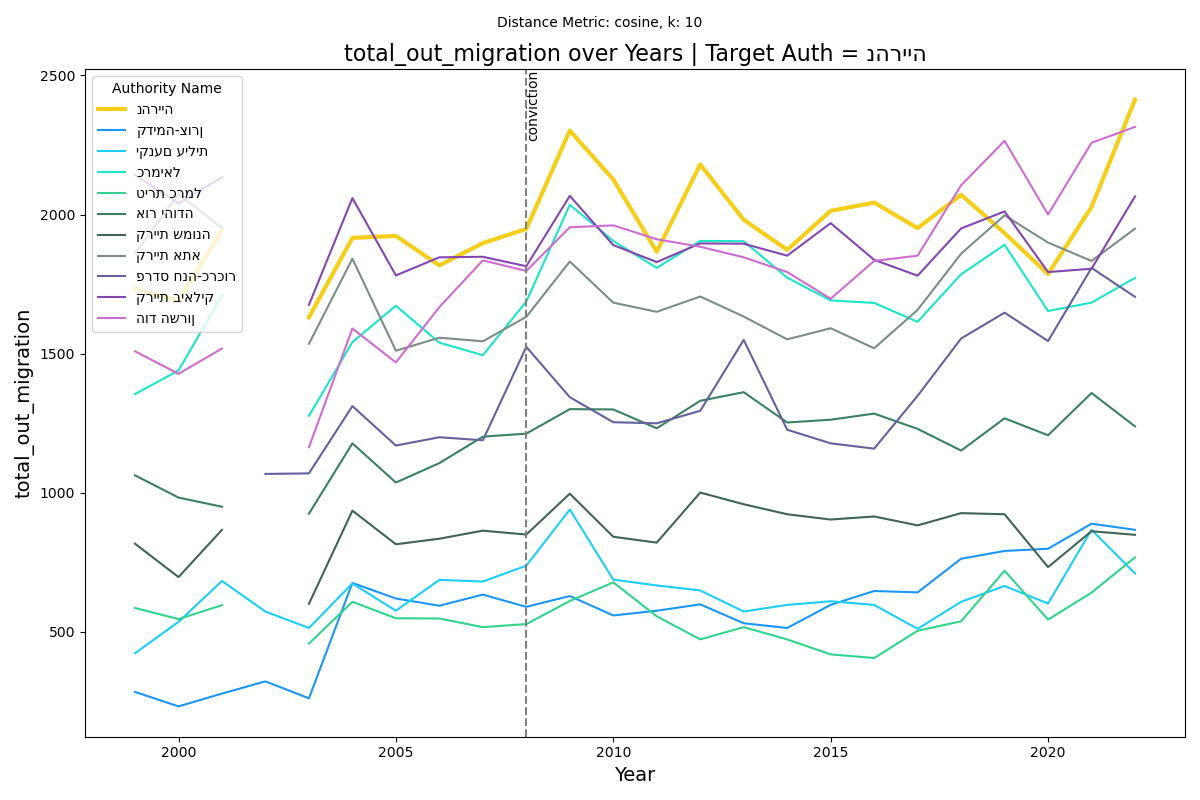 Distance Metric: cosine, k: 10
total_out_migration over Years | Target Auth = נהרייה
2500
2000
1500
1000
500
total_out_migration
Authority Name
נהרייה
קדימה-צורן
יקנעם עילית
כרמיאל
טירת כרמל
אור יהודה
קריית שמונה
קריית אתא
פרדס חנה-כרכור
קריית ביאליק
הוד השרון
conviction
2000
2005
2010
2015
2020
Year